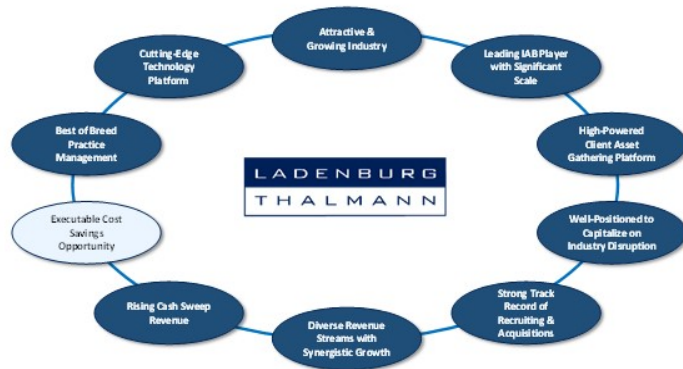 Attractive &
Growing Industry
Leading IAB Player
with Significant
Scale
High-Powered
Client Asset
Gathering Platform
Well-Positioned to
Capitalize on
Industry Disruption
Strong Track
Record of
Recruiting &
Acquisitions
Diverse Revenue
Streams with
Synergistic Growth
Rising Cash Sweep
Revenue
Executable Cost
Savings
Opportunity
Best of Breed
Practice
Management
Cutting-Edge
Technology
Platform
LADENBURG
THALMANN